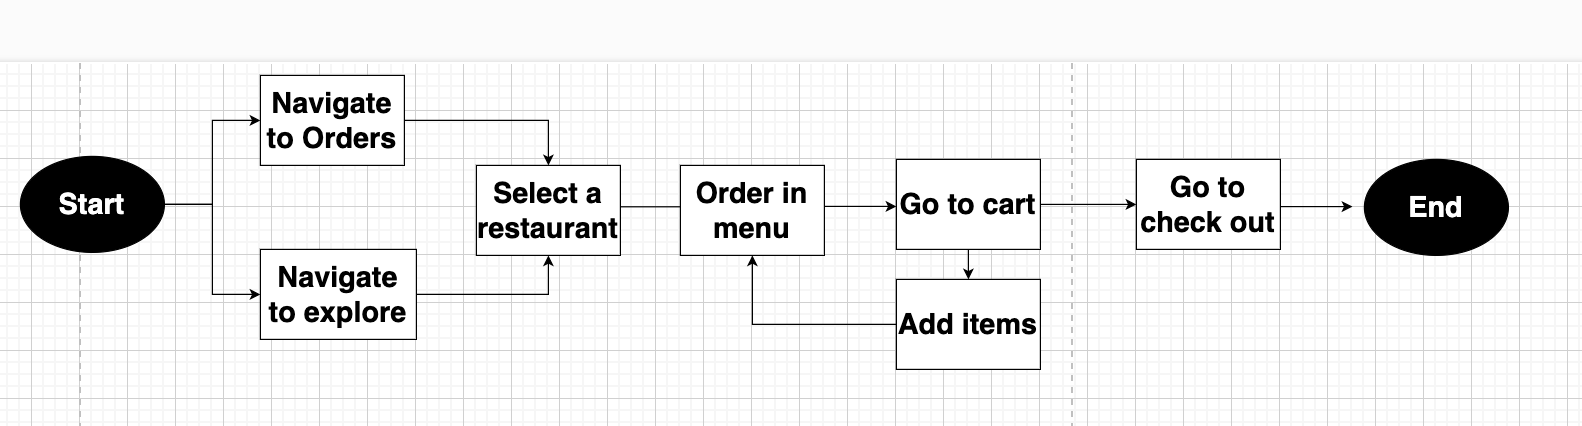 Start
Navigate
to Orders
Navigate
to explore
Select a
restaurant
Order in
menu
Go to cart
Add items
Go to
check out
End